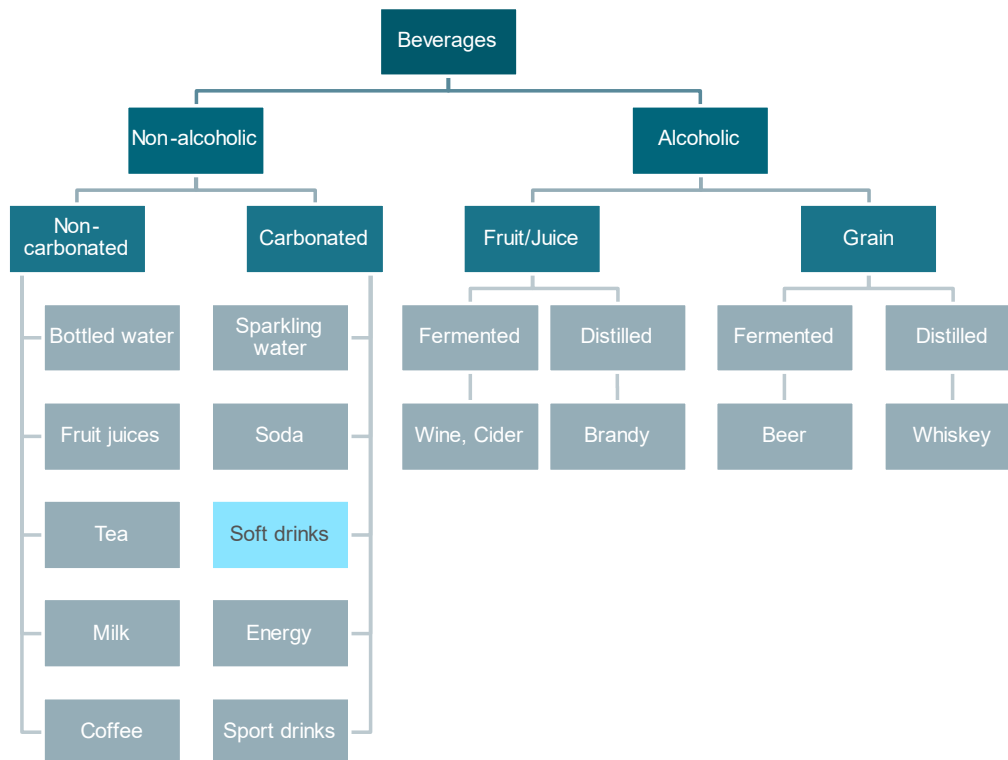 Beverages
Non-alcoholic
Alcoholic
Non-
carbonated
Carbonated
Fruit/Juice
Grain
Bottled water
Sparkling
water
Fermented
Distilled
Fermented
Distilled
Fruit juices
Soda
Wine, Cider
Brandy
Beer
Whiskey
Tea
Soft drinks
Milk
Energy
Coffee
Sport drinks